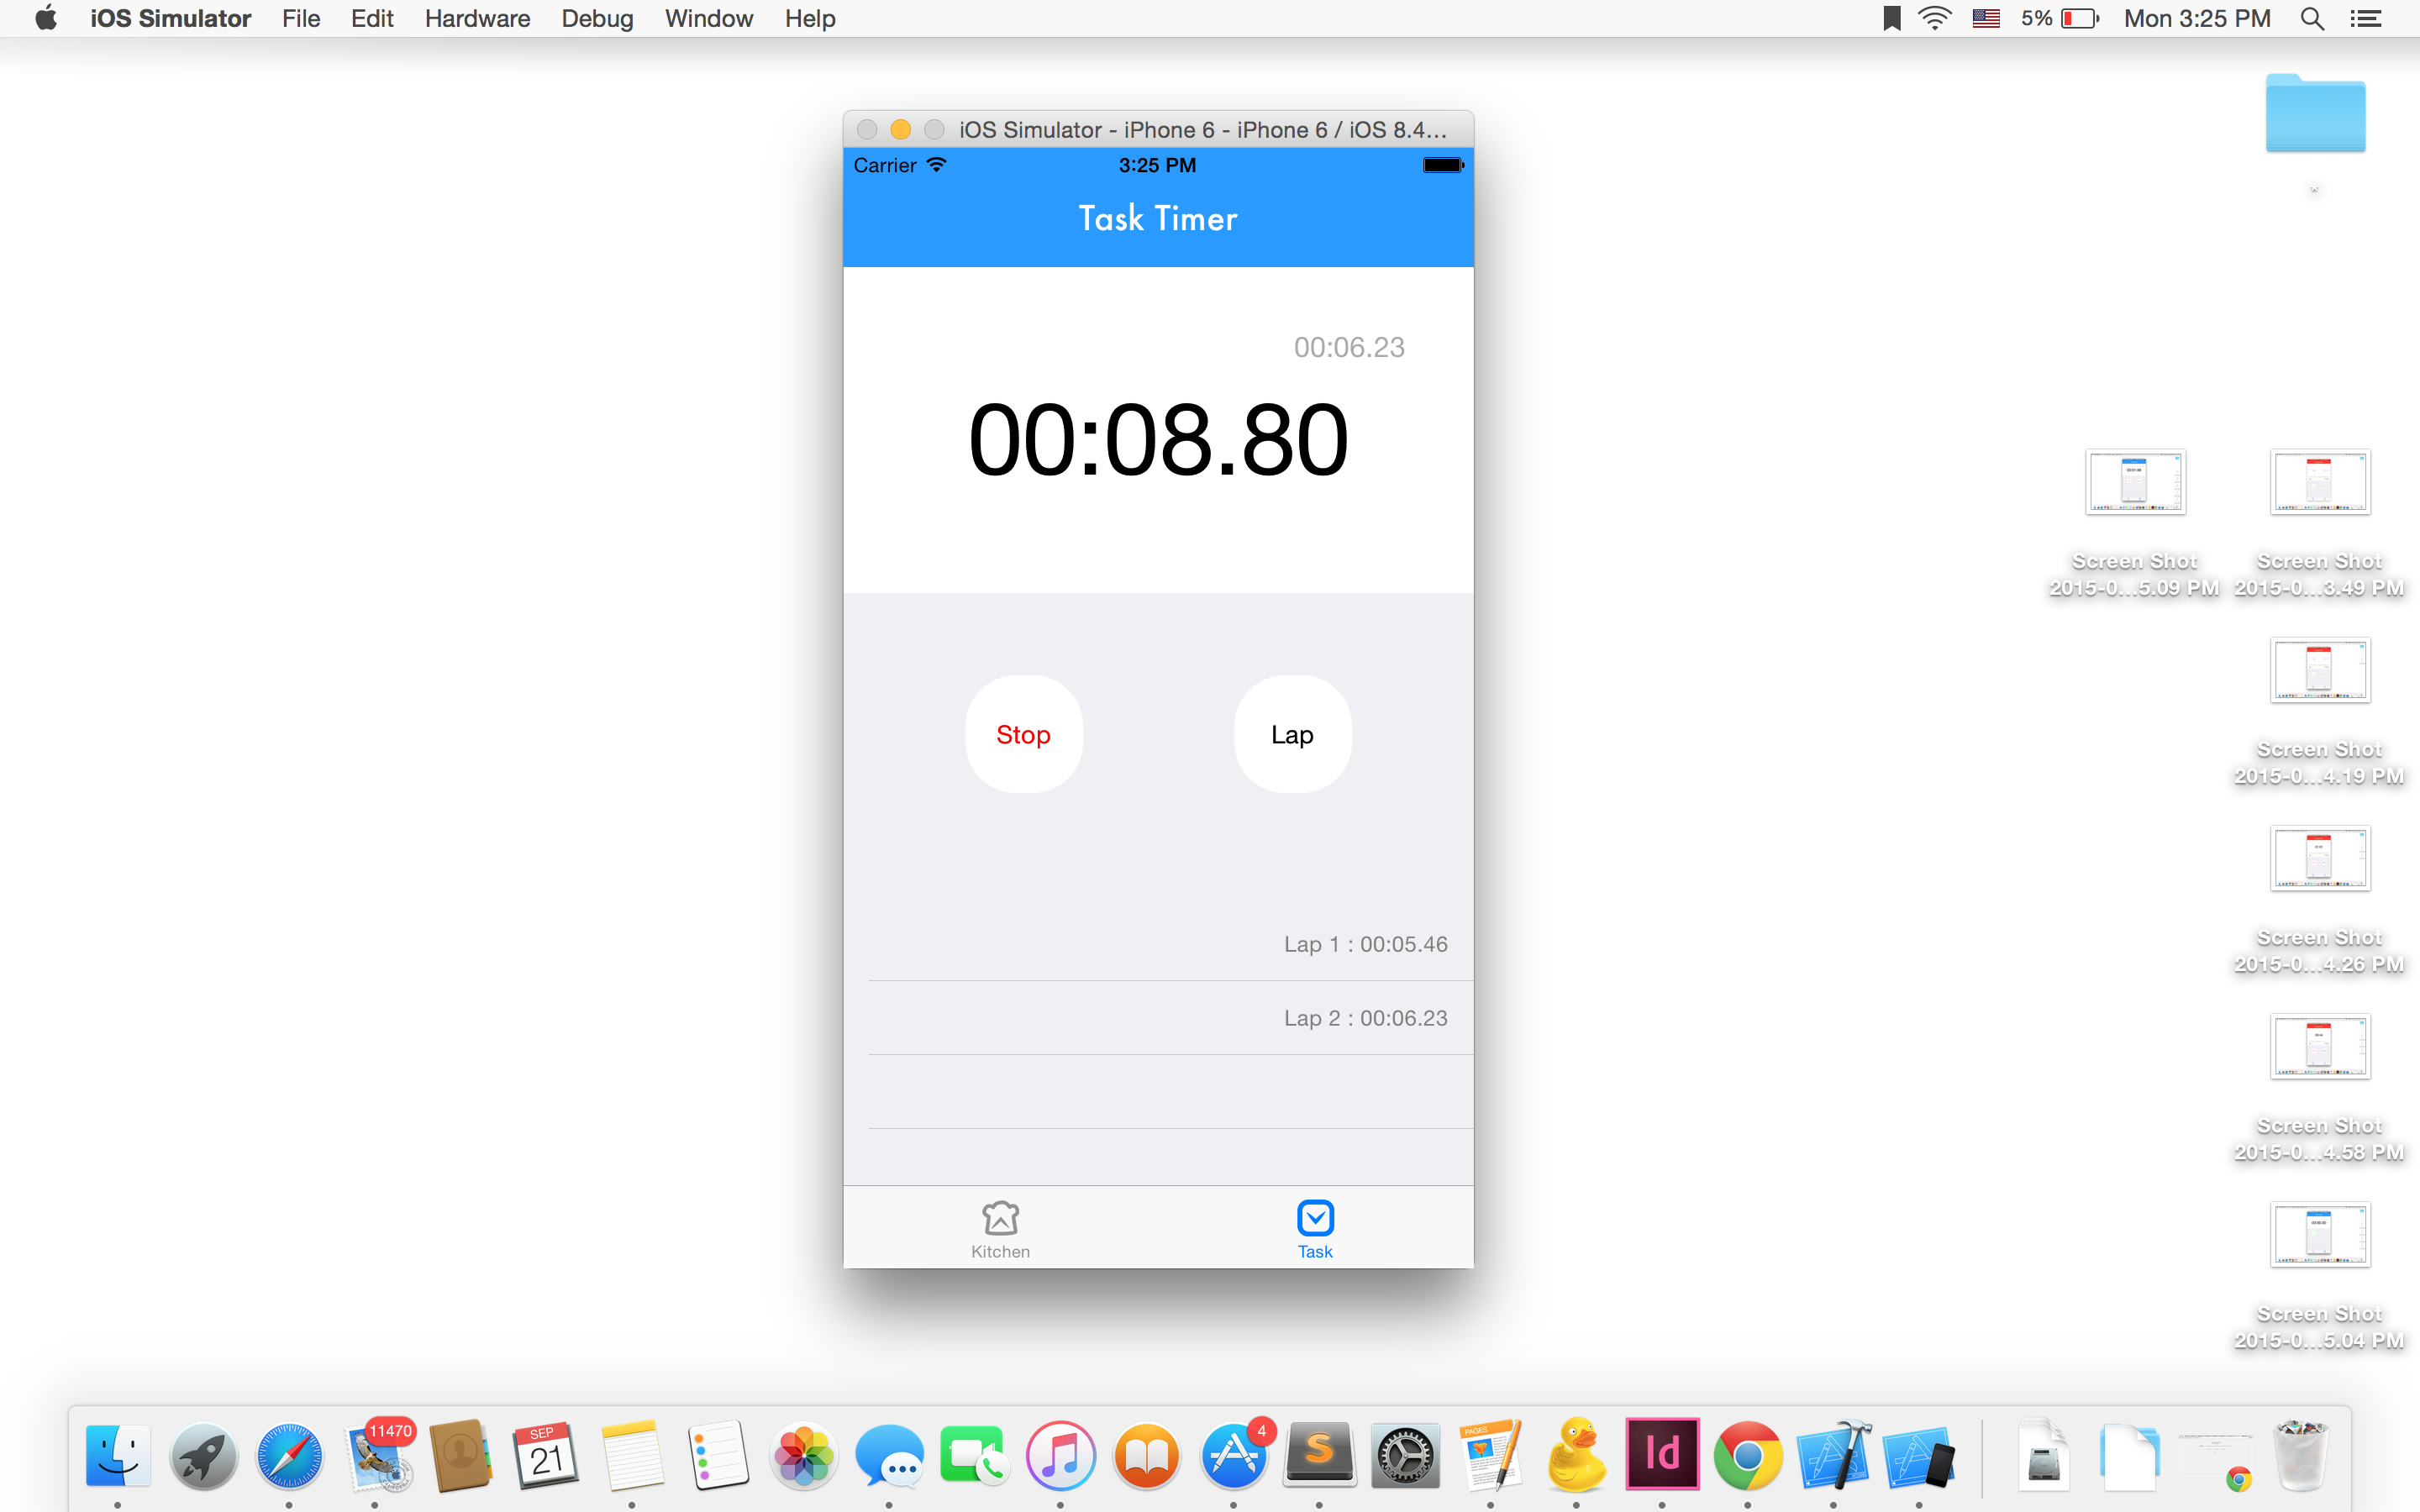 iOS Simulator File Edit Hardware Debug Window Help 5% Mon 3:25 PM
iOS Simulator - iPhone 6 - iPhone 6 / iOS 8.4...
Carrier 3:25 PM
Task Timer
00:06.23
00:08.80
Stop Lap
Lap 1 : 00:05.46
Lap 2 : 00:06.23
Kitchen Task
Screen Shot
2015-0...5.09 PM
Screen Shot
2015-0...3.49 PM
Screen Shot
2015-0...4.19 PM
Screen Shot
2015-0...4.26 PM
Screen Shot
2015-0...4.58 PM
Screen Shot
2015-0...5.04 PM
11470
SEP
21
4
S
PAGES
Id